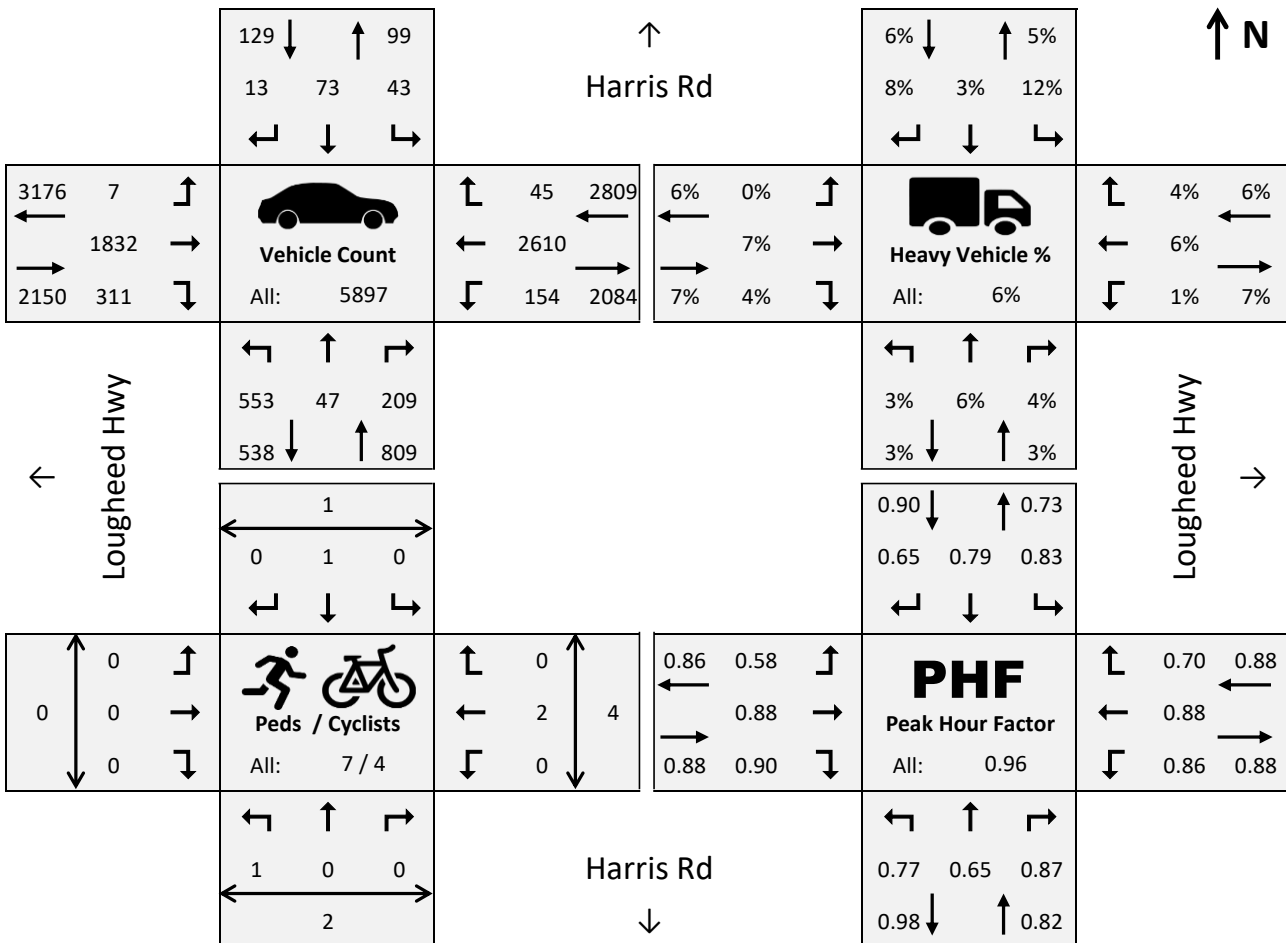 129 99 6% 5% N
Harris Rd
13 73 43 8% 3% 12%
3176 7 45 2809 6% 0% 4% 6%
1832 Vehicle Count 2610 7% Heavy Vehicle % 6%
2150 311 All: 5897 154 2084 7% 4% All: 6% 1% 7%
553 47 209 3% 6% 4%
538 809 3% 3%
Lougheed Hwy
Lougheed Hwy
1 0.90 0.73
0 1 0 0.65 0.79 0.83
0 0 0.86 0.58 PHF 0.70 0.88
0 0 Peds / Cyclists 2 4 0.88 Peak Hour Factor 0.88
0 All: 7 / 4 0 0.88 0.90 All: 0.96 0.86 0.88
1 0 0 Harris Rd 0.77 0.65 0.87
2 0.98 0.82